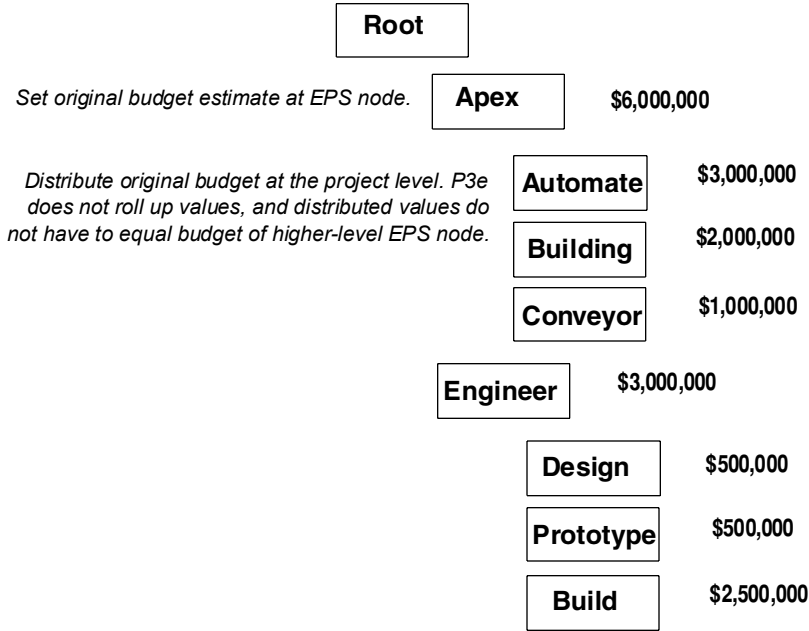 Root
Set original budget estimate at EPS node.
Apex
$6,000,000
Distribute original budget at the project level. P3e
does not roll up values, and distributed values do
not have to equal budget of higher-level EPS node.
Automate
$3,000,000
Building
$2,000,000
Conveyor
$1,000,000
Engineer
$3,000,000
Design
$500,000
Prototype
$500,000
Build
$2,500,000